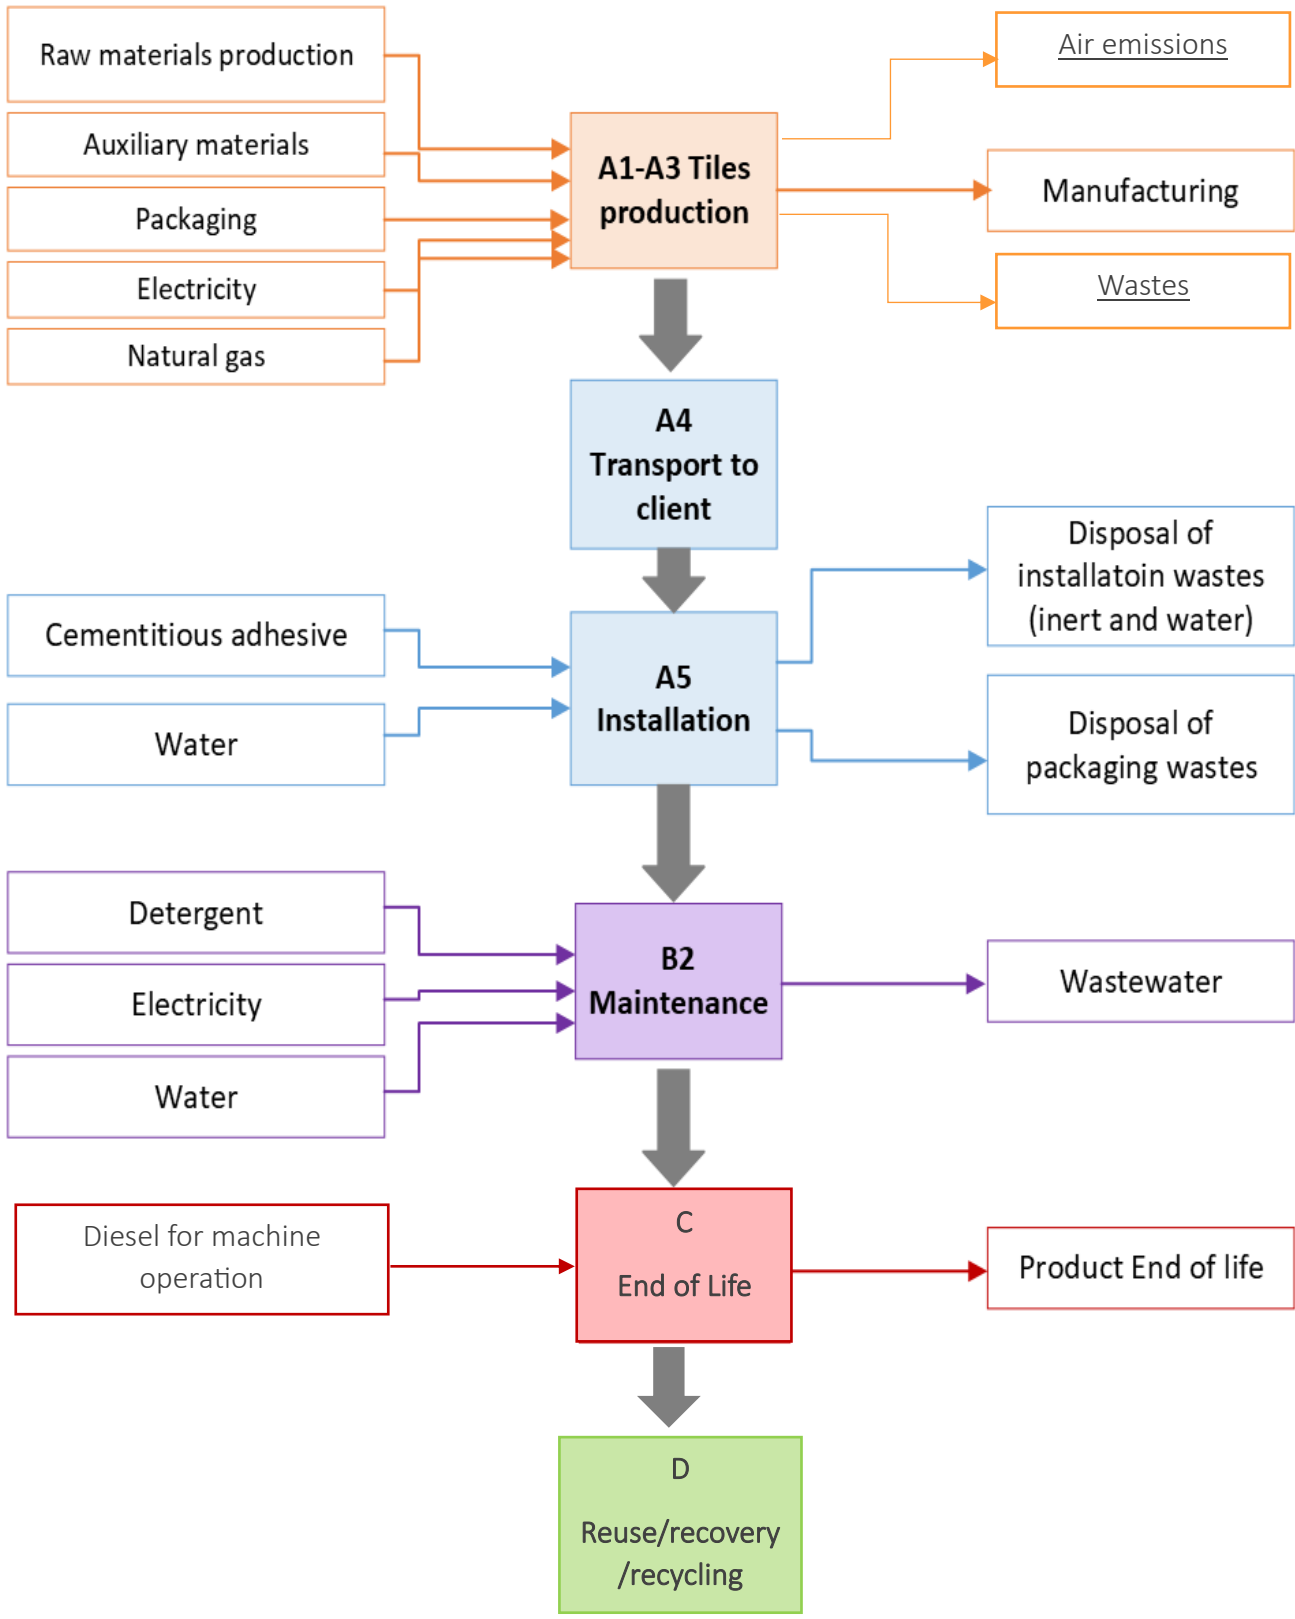 Raw materials production
Auxiliary materials
Packaging
Electricity
Natural gas
A1-A3 Tiles
production
Air emissions
Manufacturing
Wastes
A4
Transport to
client
Cementitious adhesive
Water
A5
Installation
Disposal of
installatoin wastes
(inert and water)
Disposal of
packaging wastes
Detergent
Electricity
Water
B2
Maintenance
Wastewater
Diesel for machine
operation
C
End of Life
Product End of life
D
Reuse/recovery
/recycling